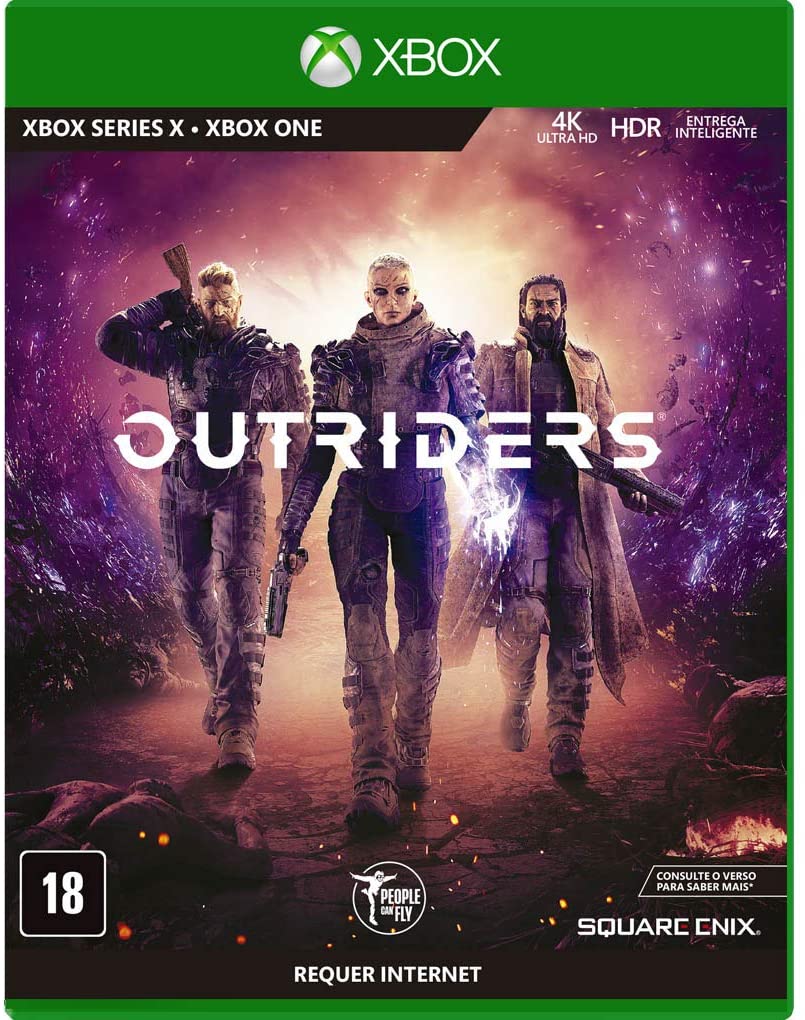 XBOX
XBOX SERIES X • XBOX ONE
4K
ULTRA HD
HDR
ENTREGA
INTELIGENTE
OUTRIDERS®
18
PEOPLE
CAN
FLY
CONSULTE O VERSO
PARA SABER MAIS*
SQUARE ENIX®
REQUER INTERNET